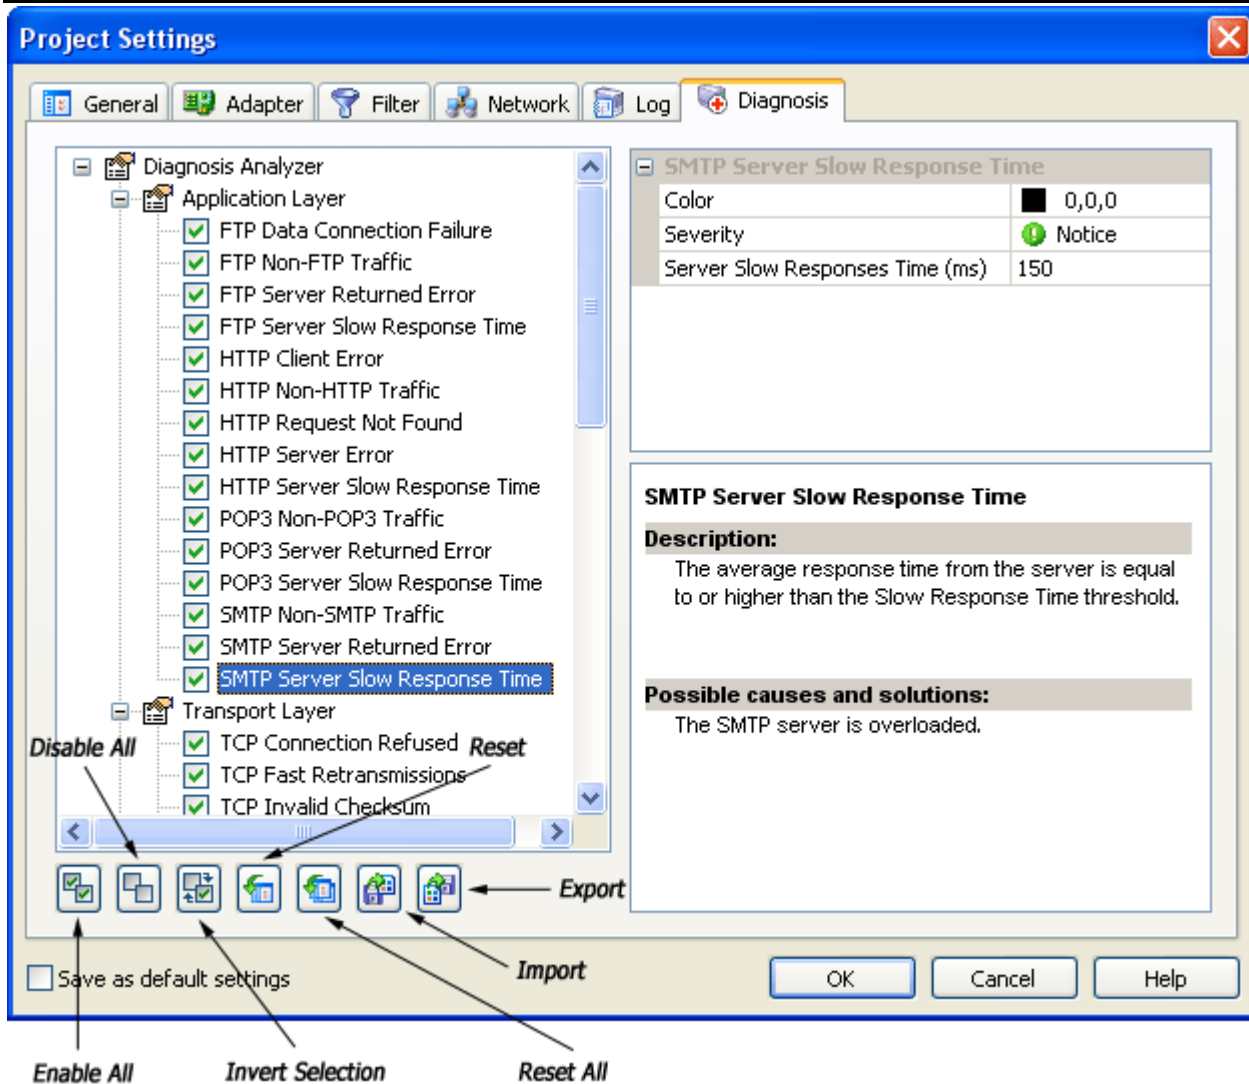 Project Settings
General
Adapter
Filter
Network
Log
Diagnosis
Diagnosis Analyzer
Application Layer
FTP Data Connection Failure
FTP Non-FTP Traffic
FTP Server Returned Error
FTP Server Slow Response Time
HTTP Client Error
HTTP Non-HTTP Traffic
HTTP Request Not Found
HTTP Server Error
HTTP Server Slow Response Time
POP3 Non-POP3 Traffic
POP3 Server Returned Error
POP3 Server Slow Response Time
SMTP Non-SMTP Traffic
SMTP Server Returned Error
SMTP Server Slow Response Time
Transport Layer
TCP Connection Refused
TCP Fast Retransmissions
TCP Invalid Checksum
SMTP Server Slow Response Time
Color 0,0,0
Severity Notice
Server Slow Responses Time (ms) 150
SMTP Server Slow Response Time
Description:
The average response time from the server is equal
to or higher than the Slow Response Time threshold.
Possible causes and solutions:
The SMTP server is overloaded.
Disable All
Reset
Export
Import
Save as default settings
OK
Cancel
Help
Enable All
Invert Selection
Reset All